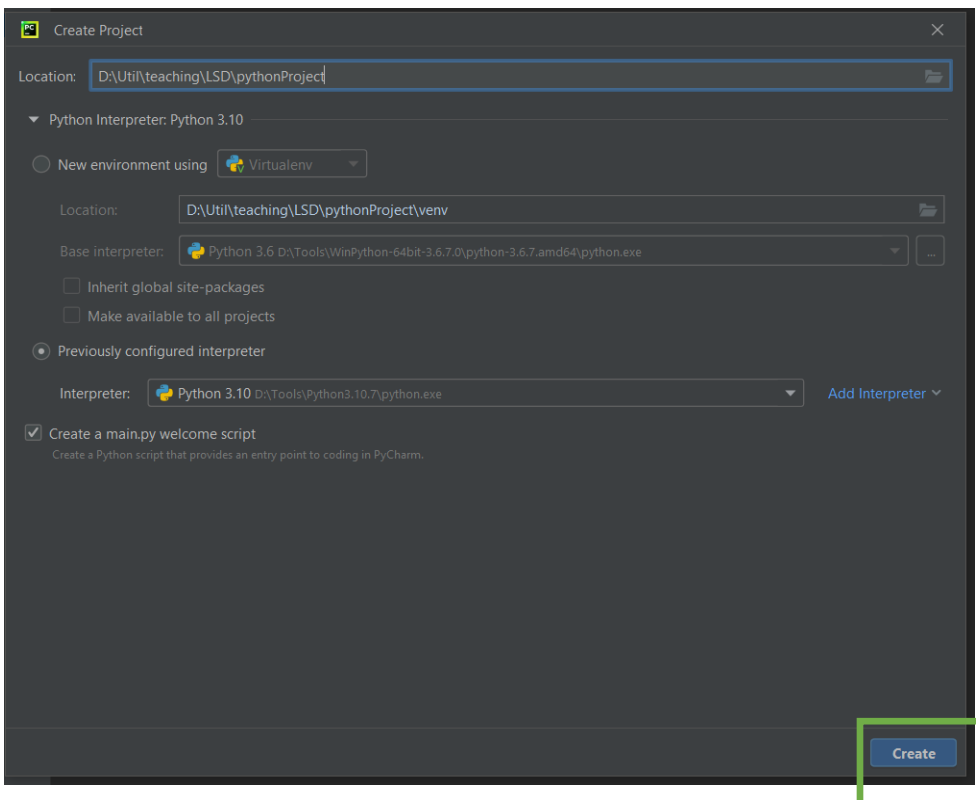 PC
Create Project
Location: D:\Util\teaching\LSD\pythonProject
Python Interpreter: Python 3.10
New environment using Virtualenv
Location: D:\Util\teaching\LSD\pythonProject\venv
Base interpreter: Python 3.6 D:\Tools\WinPython-64bit-3.6.7.0\python-3.6.7.amd64\python.exe ...
Inherit global site-packages
Make available to all projects
Previously configured interpreter
Interpreter: Python 3.10 D:\Tools\Python3.10.7\python.exe Add Interpreter
Create a main.py welcome script
Create a Python script that provides an entry point to coding in PyCharm.
Create